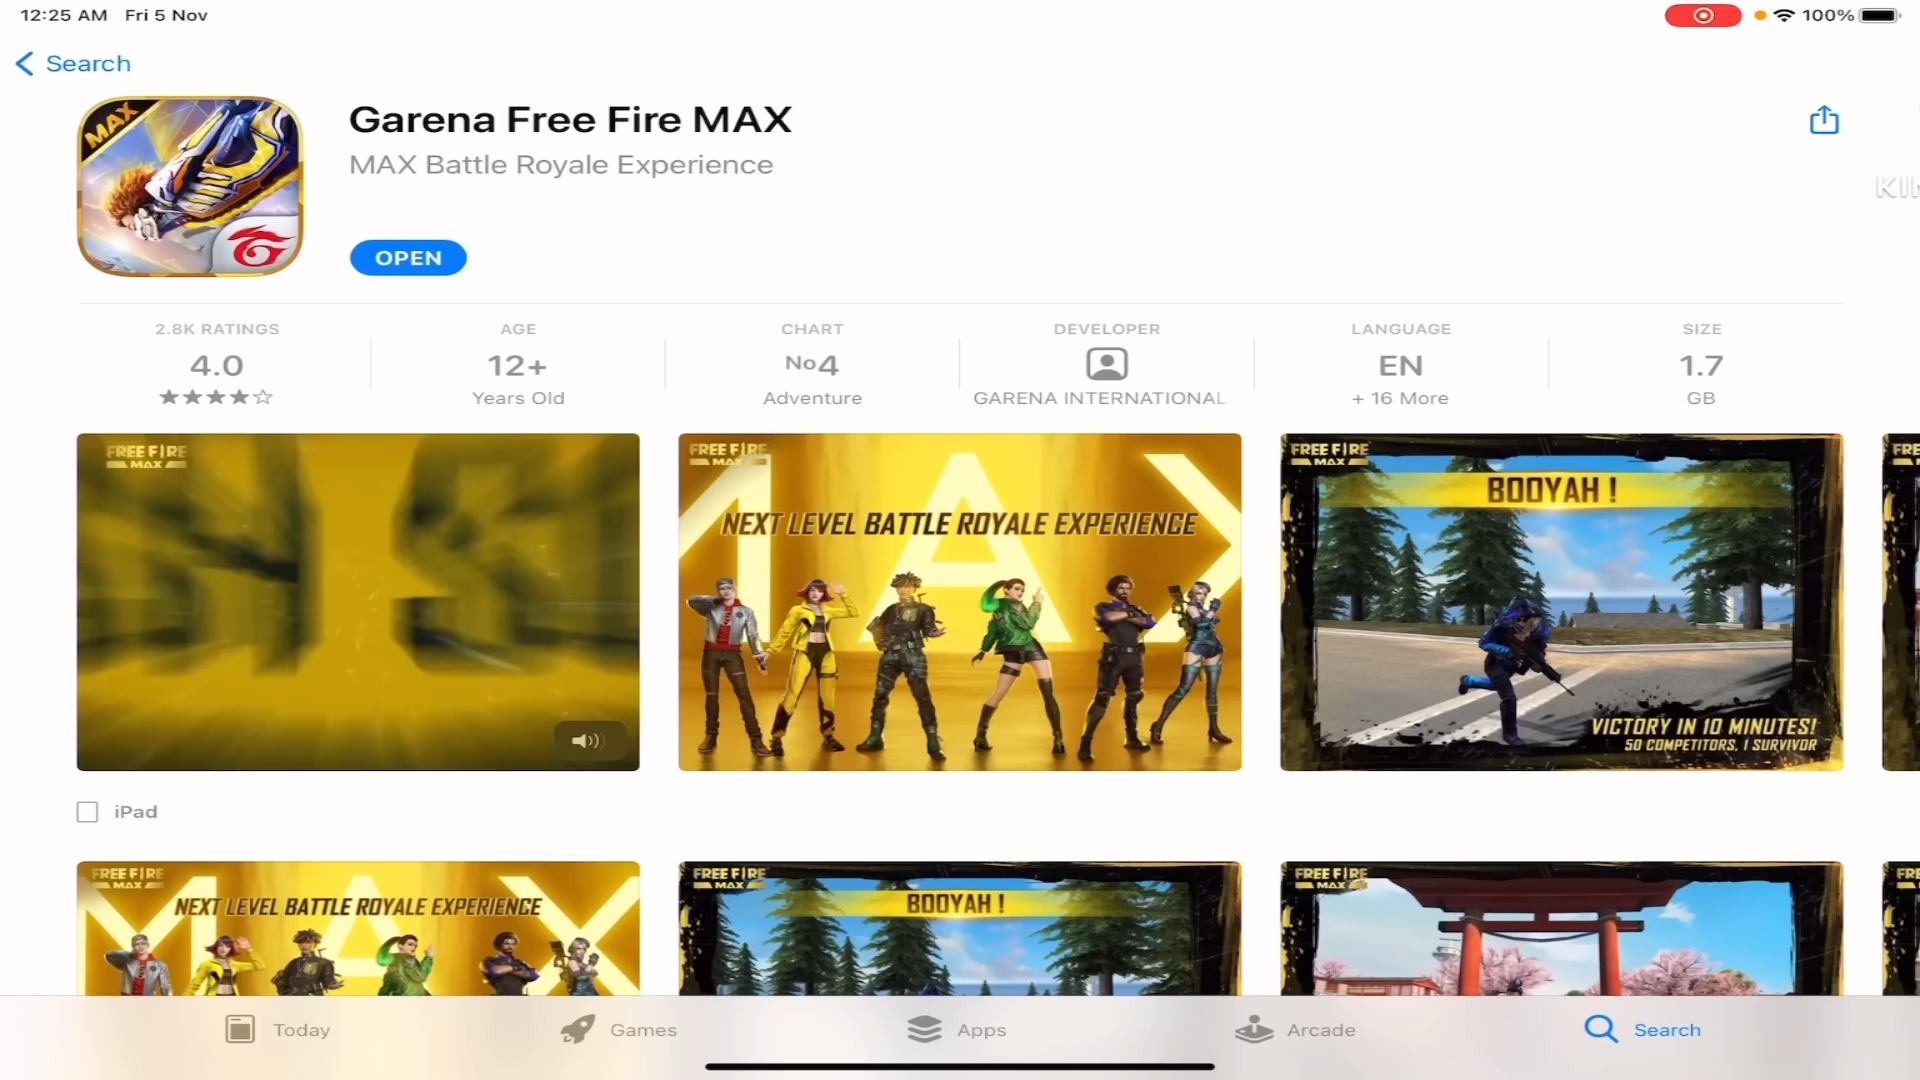 12:25 AM Fri 5 Nov
100%
Search
MAX
Garena Free Fire MAX
MAX Battle Royale Experience
OPEN
2.8K RATINGS
4.0
★★★★☆
AGE
12+
Years Old
CHART
No4
Adventure
DEVELOPER
GARENA INTERNATIONAL
LANGUAGE
EN
+ 16 More
SIZE
1.7
GB
FREE FIRE
MAX
FREE FIRE
MAX
MAX
NEXT LEVEL BATTLE ROYALE EXPERIENCE
FREE FIRE
MAX
BOOYAH !
VICTORY IN 10 MINUTES!
50 COMPETITORS, 1 SURVIVOR
iPad
FREE FIRE
MAX
MAX
NEXT LEVEL BATTLE ROYALE EXPERIENCE
FREE FIRE
MAX
BOOYAH !
FREE FIRE
MAX
Today
Games
Apps
Arcade
Search